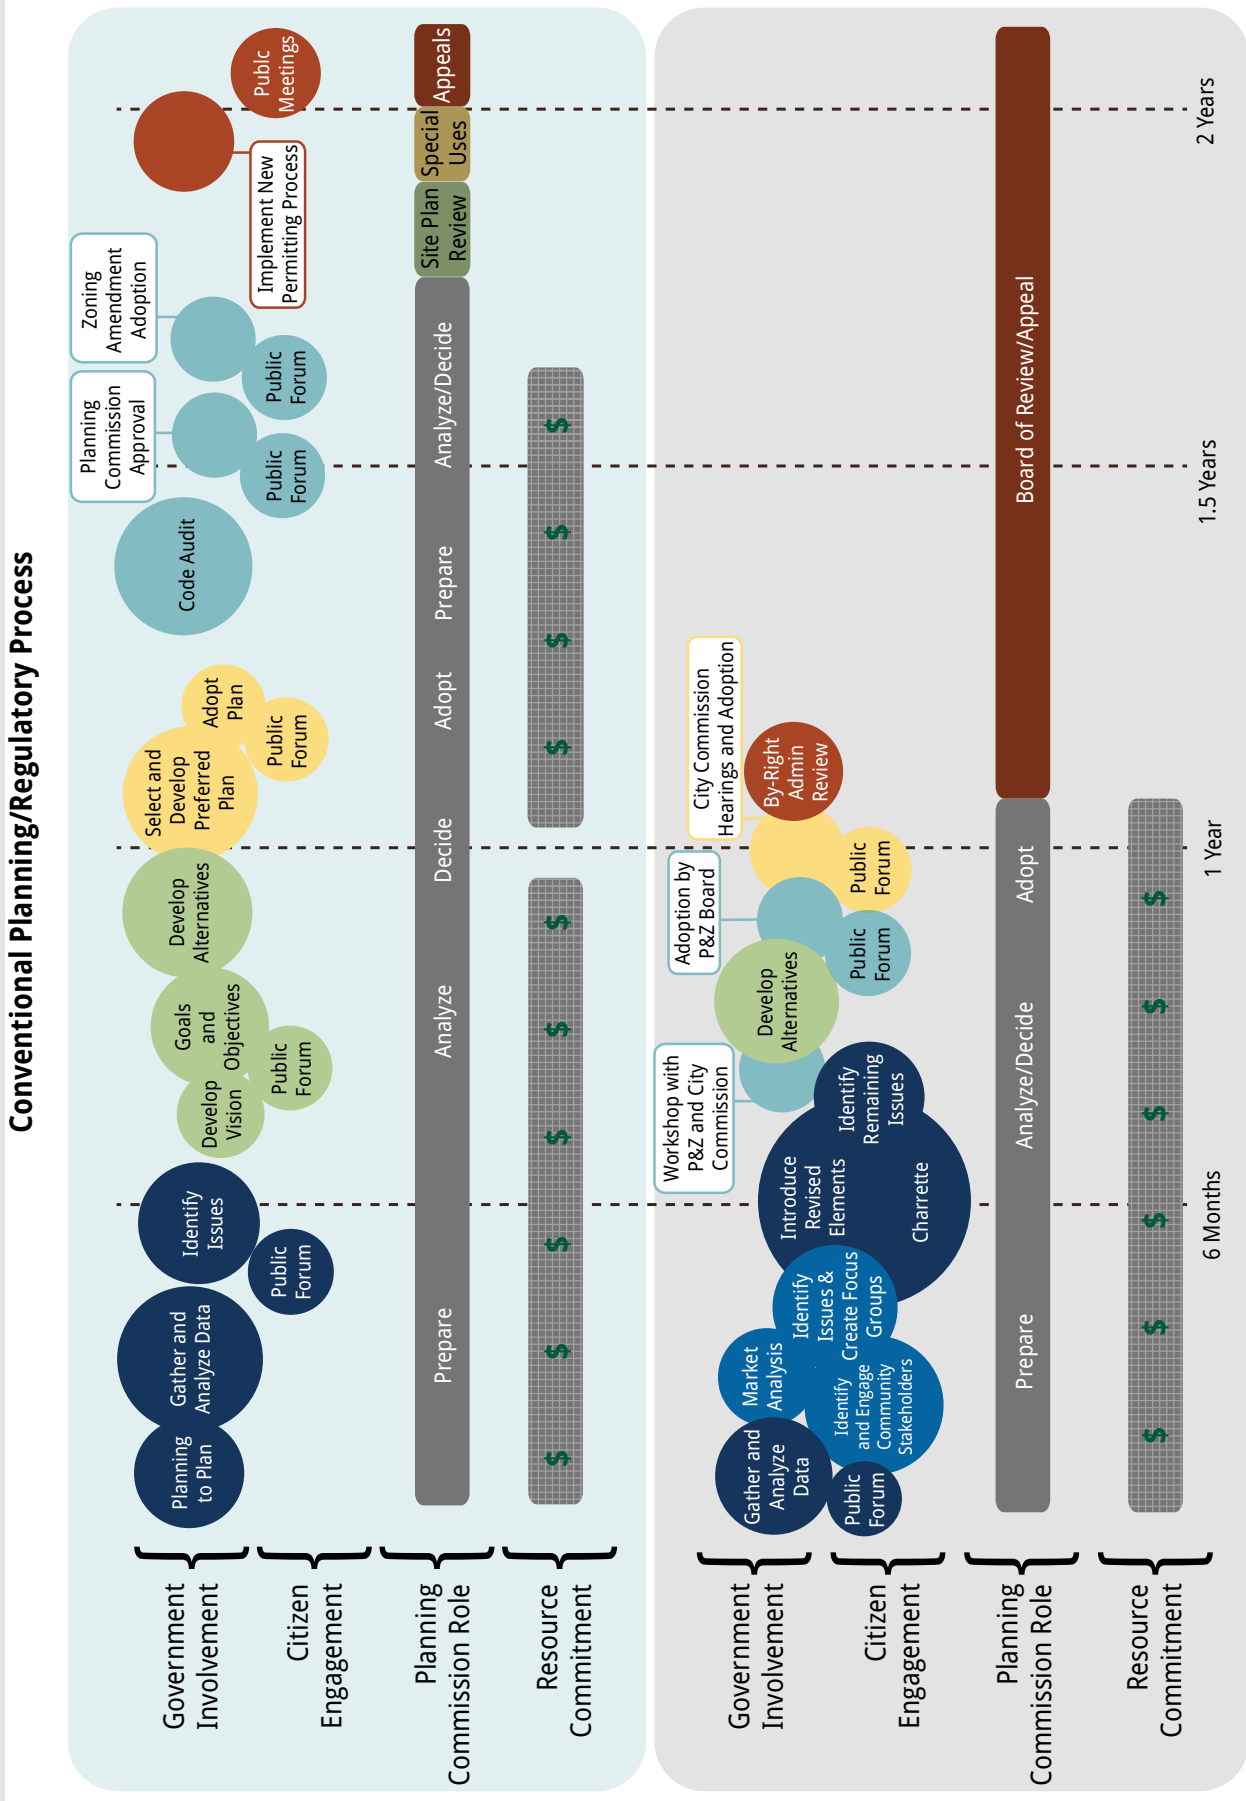 Conventional Planning/Regulatory Process
Government
Involvement
Planning
to Plan
Gather and
Analyze Data
Identify
Issues
Develop
Vision
Goals
and
Objectives
Develop
Alternatives
Select and
Develop
Preferred
Plan
Adopt
Plan
Code Audit
Planning
Commission
Approval
Zoning
Amendment
Adoption
Implement New
Permitting Process
Citizen
Engagement
Public
Forum
Public
Forum
Public
Forum
Public
Forum
Public
Forum
Publc
Meetings
Planning
Commission Role
Prepare
Analyze
Decide
Adopt
Prepare
Analyze/Decide
Site Plan
Review
Special
Uses
Appeals
Resource
Commitment
$ $ $ $ $ $ $ $ $ $
Government
Involvement
Gather and
Analyze
Data
Market
Analysis
Identify
Issues &
Create Focus
Groups
Introduce
Revised
Elements
Workshop with
P&Z and City
Commission
Develop
Alternatives
Adoption by
P&Z Board
City Commission
Hearings and Adoption
By-Right
Admin
Review
Citizen
Engagement
Public
Forum
Identify
and Engage
Community
Stakeholders
Charrette
Identify
Remaining
Issues
Public
Forum
Public
Forum
Planning
Commission Role
Prepare
Analyze/Decide
Adopt
Board of Review/Appeal
Resource
Commitment
$ $ $ $ $ $
6 Months
1 Year
1.5 Years
2 Years